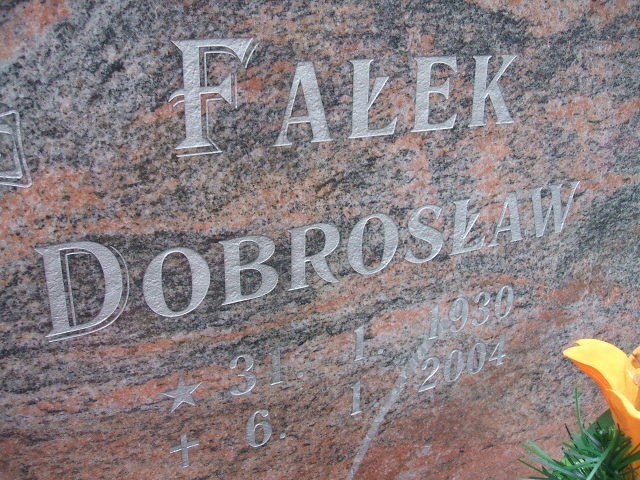 FAŁEK
DOBROSŁAW
★ 31. 1. 1930
✝ 6. 1. 2004